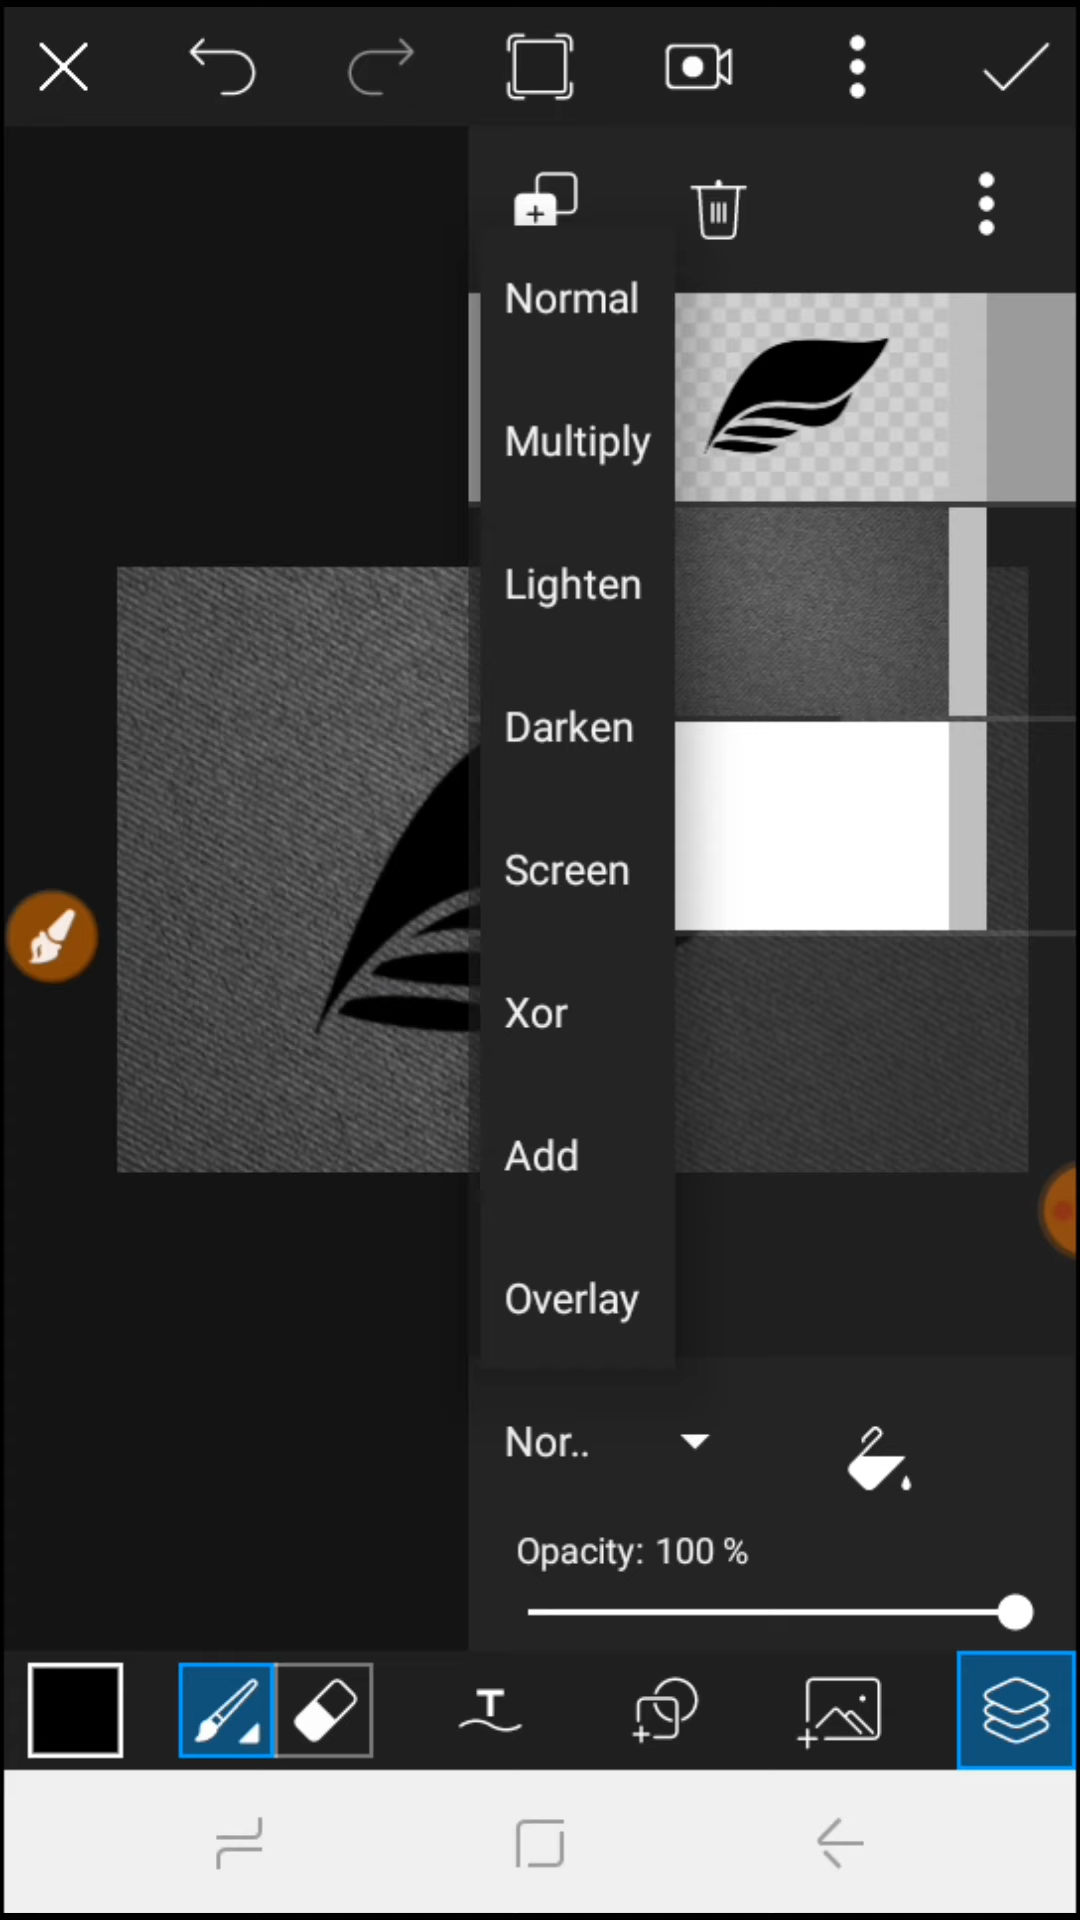 Normal
Multiply
Lighten
Darken
Screen
Xor
Add
Overlay
Nor..
Opacity: 100 %
T